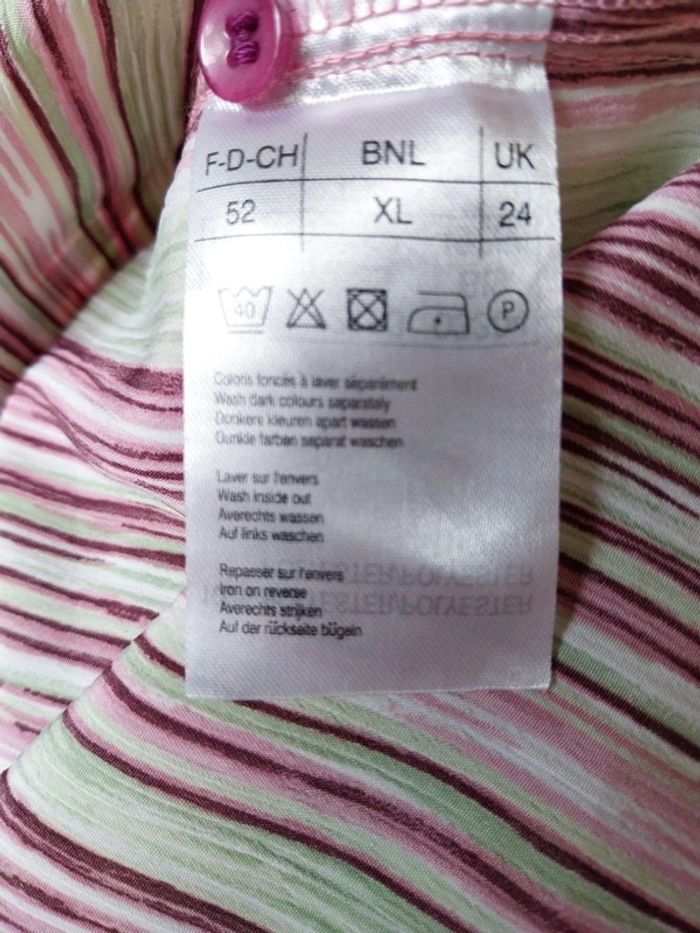 F-D-CH BNL UK
52 XL 24
40 P
Coloris foncés à laver séparément
Wash dark colours separately
Donkere kleuren apart wassen
Dunkle farben separat waschen
Laver sur l'envers
Wash inside out
Averechts wassen
Auf links waschen
Repasser sur l'envers
Iron on reverse
Averechts strijken
Auf der rückseite bügeln